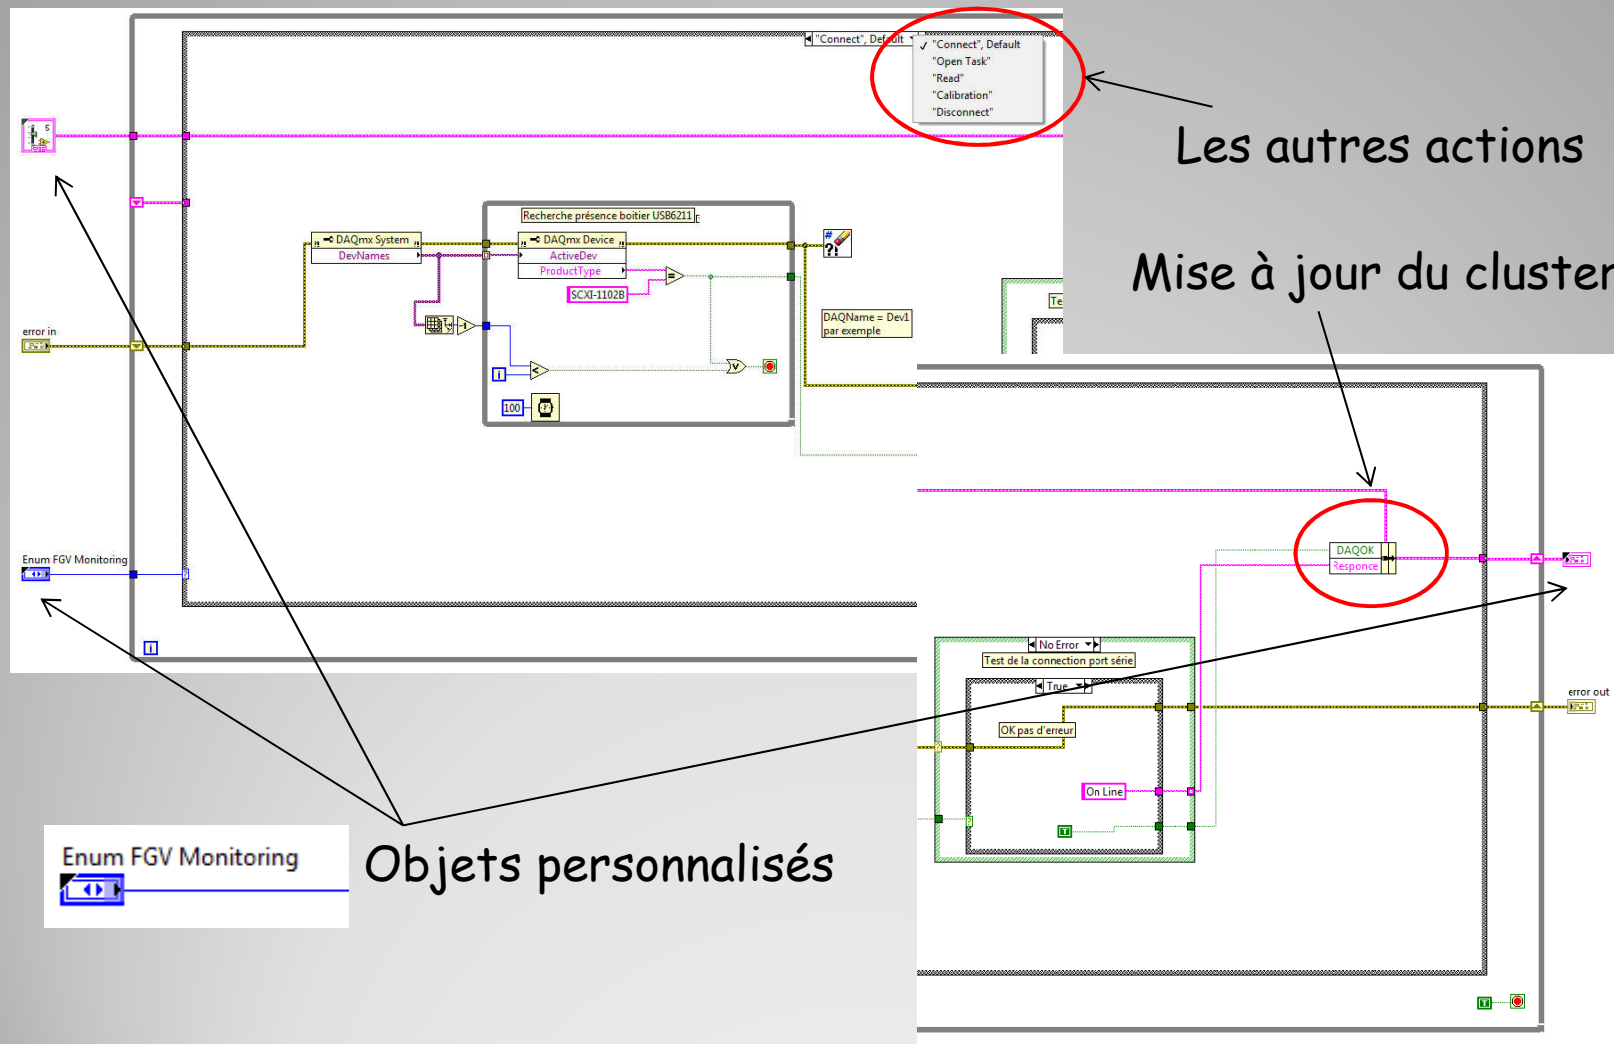 "Connect", Default
"Connect", Default
"Open Task"
"Read"
"Calibration"
"Disconnect"
Les autres actions
Mise à jour du cluster
5
Recherche présence boitier USB6211
DAQmx System
DevNames
DAQmx Device
ActiveDev
ProductType
SCXI-1102B
=
-1
DAQName = Dev1
par exemple
Te
error in
i
<
v
100
Enum FGV Monitoring
i
DAQOK
Responce
No Error
Test de la connection port série
True
OK pas d'erreur
On Line
T
error out
Enum FGV Monitoring
Objets personnalisés
T